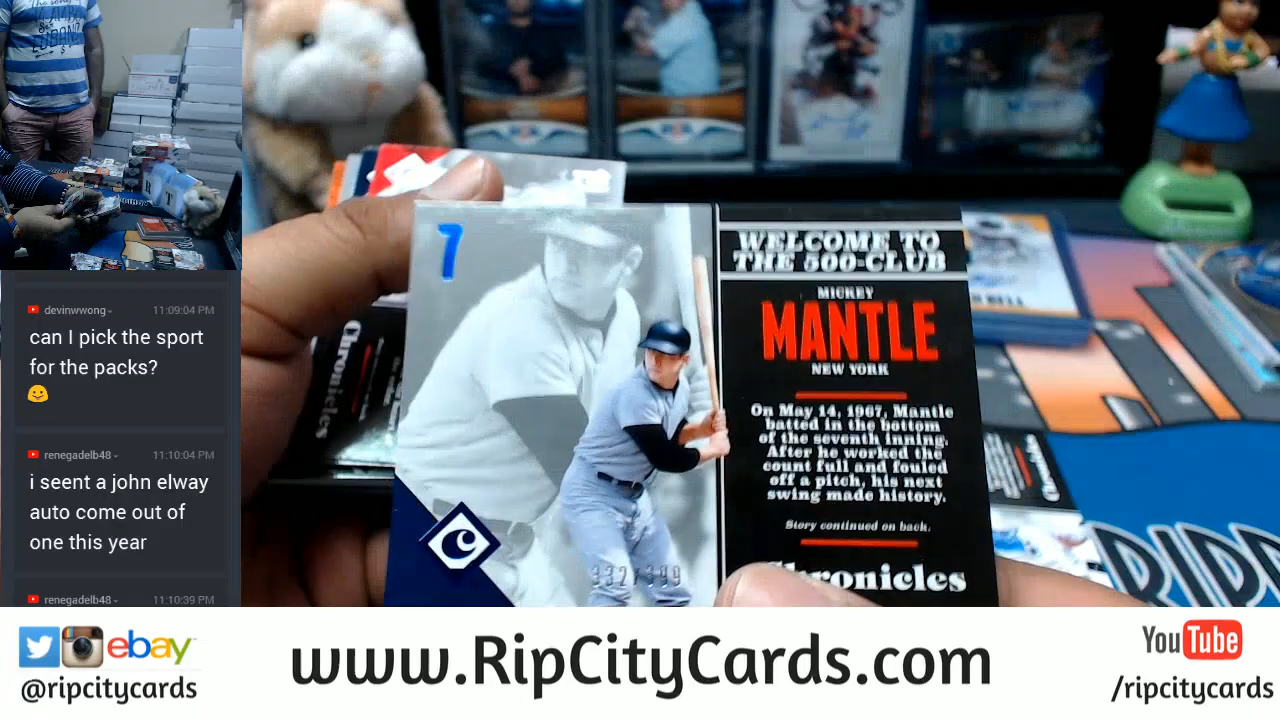 devinwwong
11:09:04 PM
can I pick the sport
for the packs?
renegadelb48
11:10:04 PM
i seent a john elway
auto come out of
one this year
renegadelb48
11:10:39 PM
7
C
332/399
WELCOME TO
THE 500-CLUB
MICKEY
MANTLE
NEW YORK
On May 14, 1967, Mantle
batted in the bottom
of the seventh inning.
After he worked the
count full and fouled
off a pitch, his next
swing made history.
Story continued on back.
Chronicles
Chronicles
BELL
RIPP
ebay
@ripcitycards
www.RipCityCards.com
YouTube
/ripcitycards